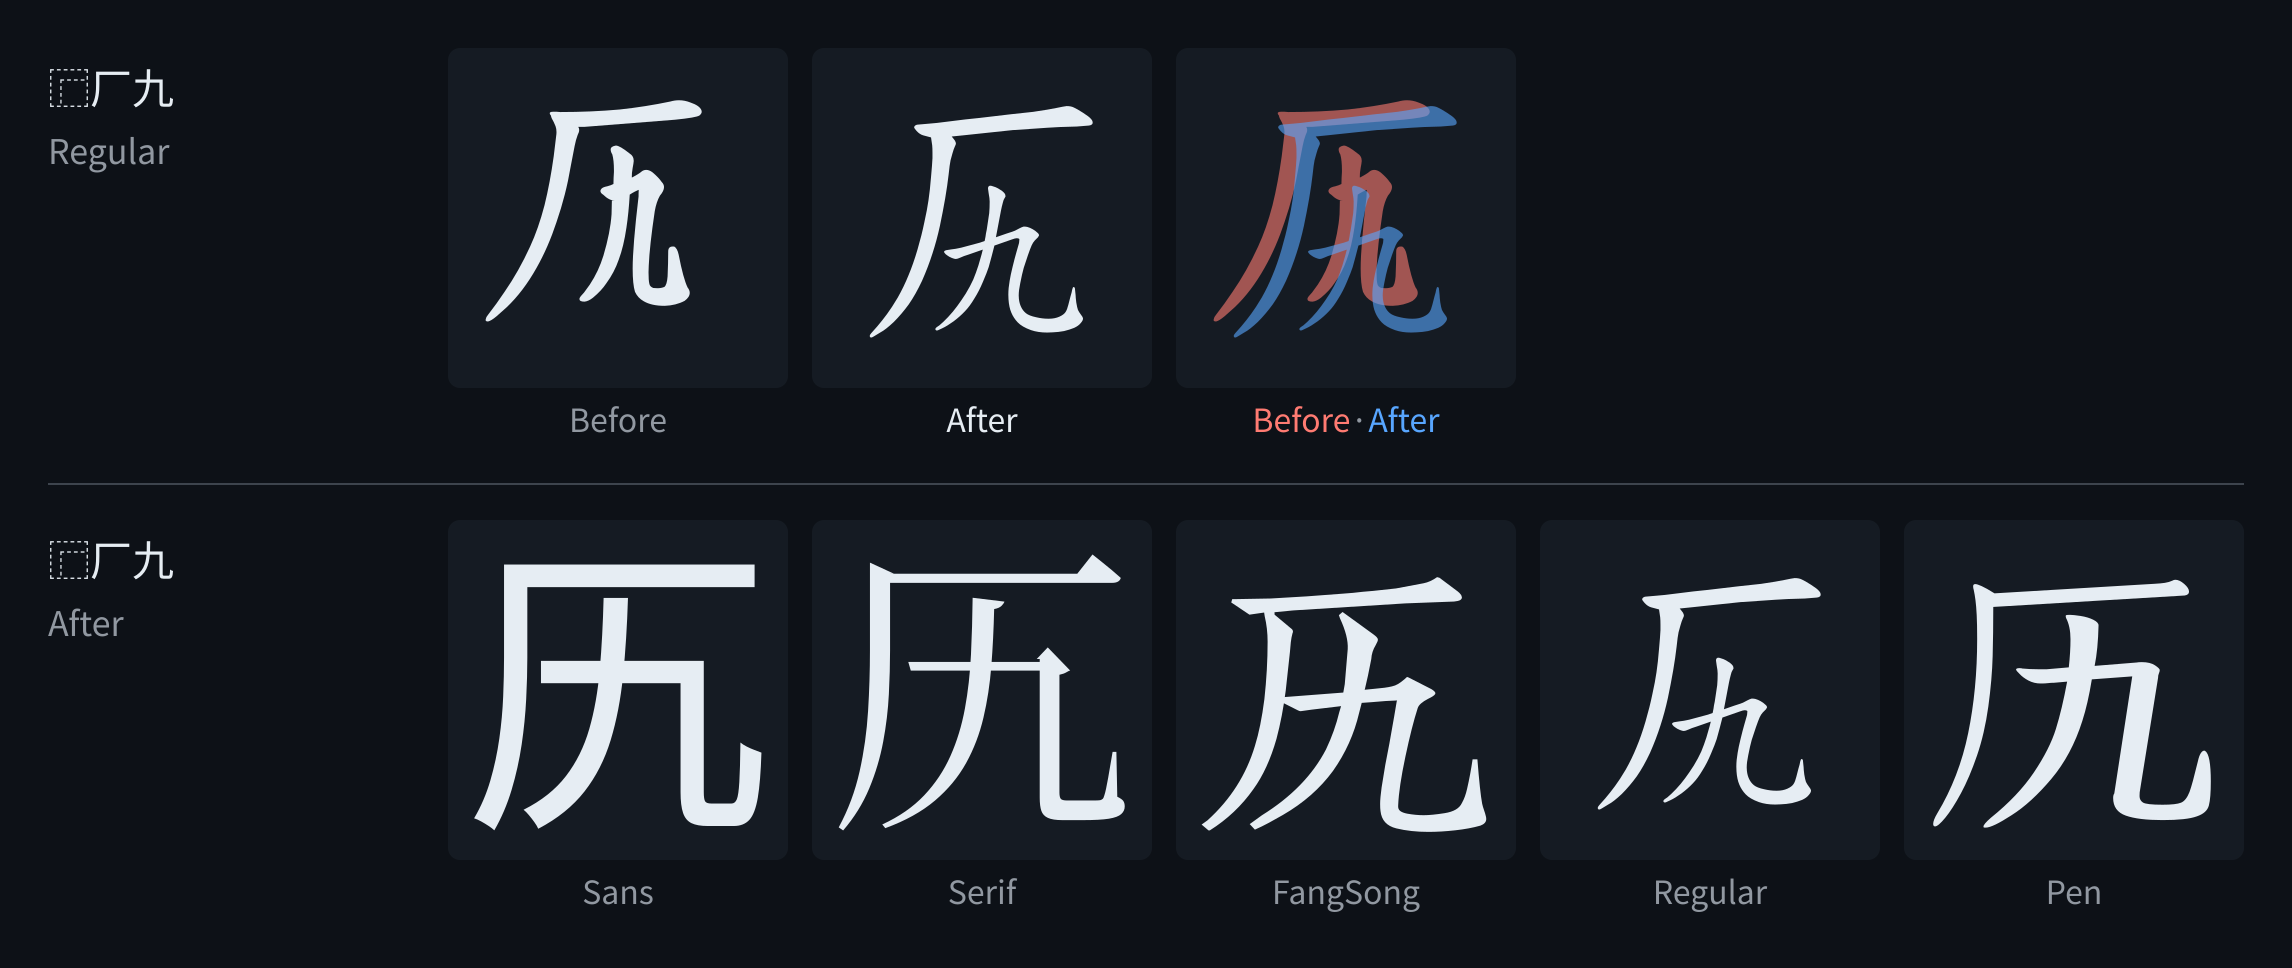 ⿸厂九
Regular
Before After Before·After
⿸厂九
After
Sans Serif FangSong Regular Pen